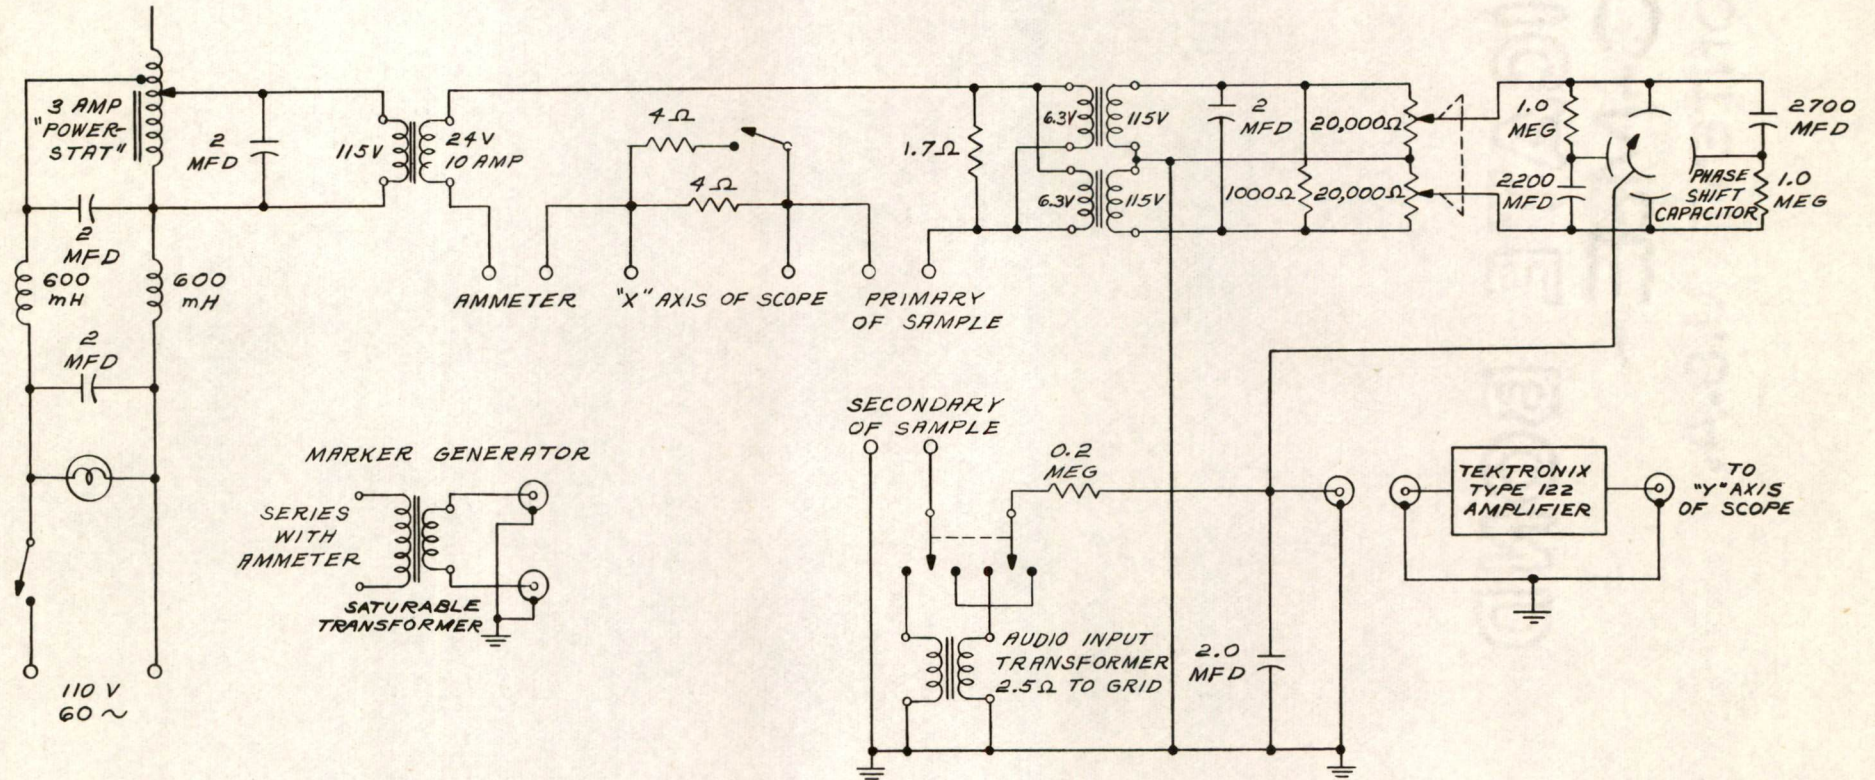 3 AMP
"POWER-
STAT"
2
MFD
115V
24V
10 AMP
4Ω
4Ω
1.7Ω
6.3V
115V
6.3V
115V
2
MFD
20,000Ω
1000Ω
20,000Ω
1.0
MEG
2200
MFD
PHASE
SHIFT
CAPACITOR
2700
MFD
1.0
MEG
2
MFD
600
mH
600
mH
2
MFD
AMMETER
"X" AXIS OF SCOPE
PRIMARY
OF SAMPLE
SECONDARY
OF SAMPLE
MARKER GENERATOR
SERIES
WITH
AMMETER
SATURABLE
TRANSFORMER
0.2
MEG
TEKTRONIX
TYPE 122
AMPLIFIER
TO
"Y" AXIS
OF SCOPE
AUDIO INPUT
TRANSFORMER
2.5Ω TO GRID
2.0
MFD
110 V
60 ~